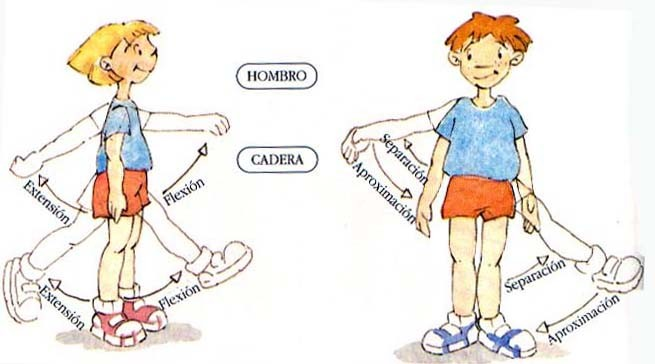 HOMBRO
CADERA
Extensión
Flexión
Extensión
Flexión
Separación
Aproximación
Separación
Aproximación